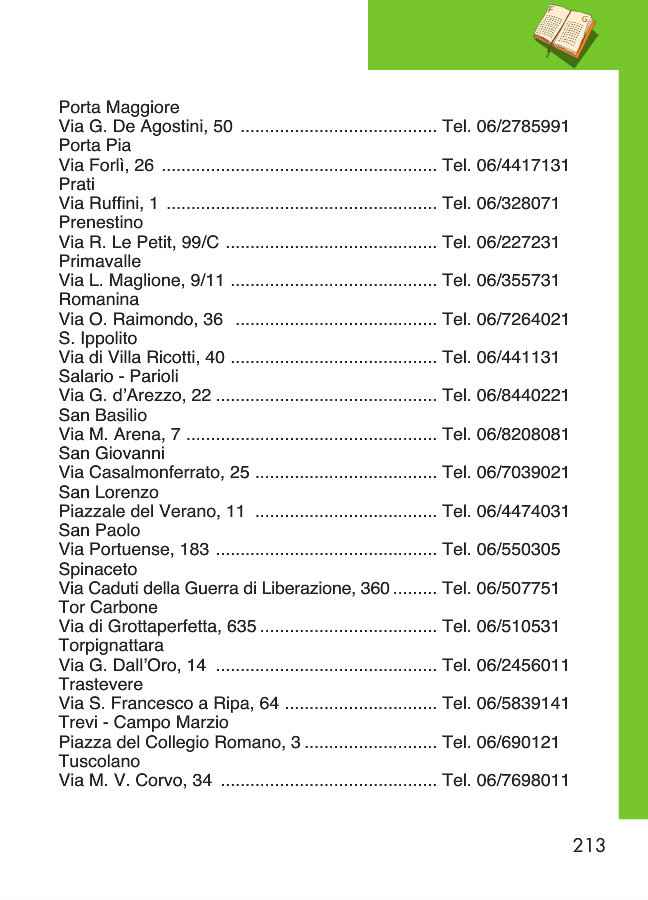 Porta Maggiore
Via G. De Agostini, 50 ........................................ Tel. 06/2785991
Porta Pia
Via Forlì, 26 ........................................................ Tel. 06/4417131
Prati
Via Ruffini, 1 ....................................................... Tel. 06/328071
Prenestino
Via R. Le Petit, 99/C ........................................... Tel. 06/227231
Primavalle
Via L. Maglione, 9/11 .......................................... Tel. 06/355731
Romanina
Via O. Raimondo, 36 ......................................... Tel. 06/7264021
S. Ippolito
Via di Villa Ricotti, 40 .......................................... Tel. 06/441131
Salario - Parioli
Via G. d’Arezzo, 22 ............................................. Tel. 06/8440221
San Basilio
Via M. Arena, 7 ................................................... Tel. 06/8208081
San Giovanni
Via Casalmonferrato, 25 ..................................... Tel. 06/7039021
San Lorenzo
Piazzale del Verano, 11 ..................................... Tel. 06/4474031
San Paolo
Via Portuense, 183 ............................................. Tel. 06/550305
Spinaceto
Via Caduti della Guerra di Liberazione, 360 ......... Tel. 06/507751
Tor Carbone
Via di Grottaperfetta, 635 .................................... Tel. 06/510531
Torpignattara
Via G. Dall’Oro, 14 ............................................. Tel. 06/2456011
Trastevere
Via S. Francesco a Ripa, 64 ............................... Tel. 06/5839141
Trevi - Campo Marzio
Piazza del Collegio Romano, 3 ........................... Tel. 06/690121
Tuscolano
Via M. V. Corvo, 34 ............................................ Tel. 06/7698011
213